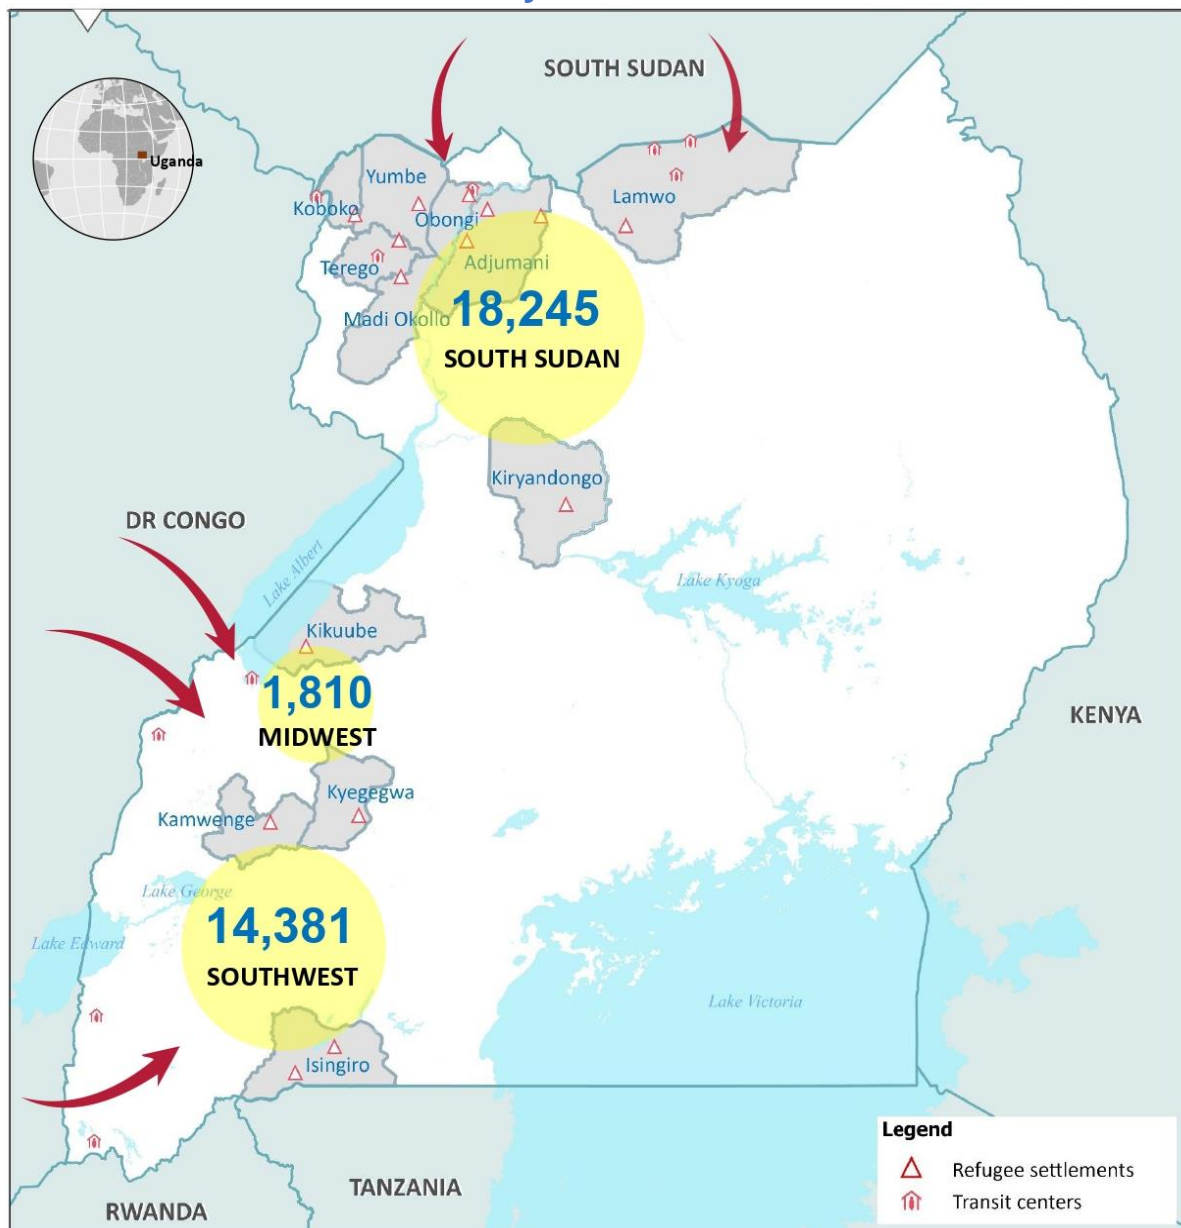 SOUTH SUDAN
Uganda
Yumbe
Koboko
Obongi
Lamwo
Terego
Adjumani
18,245
Madi Okollo
SOUTH SUDAN
Kiryandongo
DR CONGO
Lake Albert
Lake Kyoga
Kikuube
1,810
MIDWEST
KENYA
Kyegegwa
Kamwenge
Lake George
14,381
Lake Edward
SOUTHWEST
Lake Victoria
Isingiro
Legend
Refugee settlements
Transit centers
TANZANIA
RWANDA